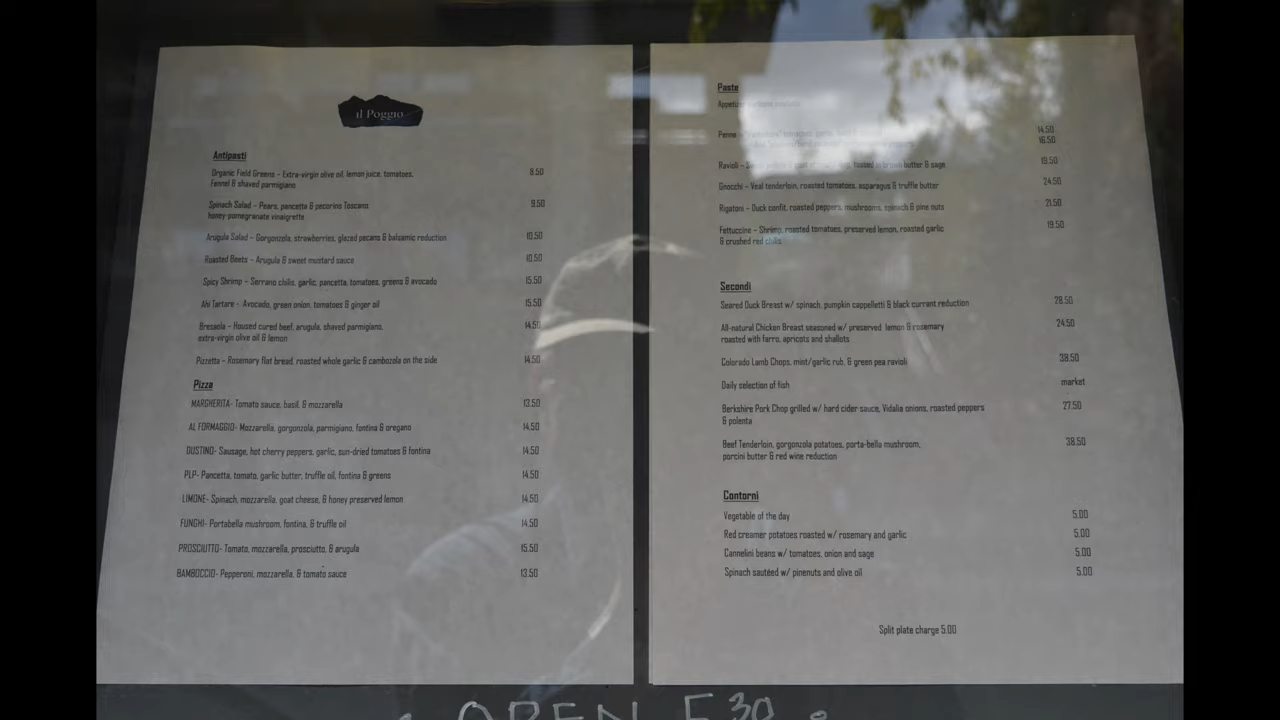 il Poggio
Antipasti
Organic Field Greens – Extra-virgin olive oil, lemon juice, tomatoes, 8.50
Fennel & shaved parmigiano
Spinach Salad – Pears, pancetta & pecorino Toscano 9.50
honey-pomegranate vinaigrette
Arugula Salad – Gorgonzola, strawberries, glazed pecans & balsamic reduction 10.50
Roasted Beets – Arugula & sweet mustard sauce 10.50
Spicy Shrimp – Serrano chilis, garlic, pancetta, tomatoes, greens & avocado 15.50
Ahi Tartare - Avocado, green onion, tomatoes & ginger oil 15.50
Bresaola – Housed cured beef, arugula, shaved parmigiano, 14.50
extra-virgin olive oil & lemon
Pizzetta – Rosemary flat bread, roasted whole garlic & cambozola on the side 14.50
Pizza
MARGHERITA- Tomato sauce, basil, & mozzarella 13.50
AL FORMAGGIO- Mozzarella, gorgonzola, parmigiano, fontina & oregano 14.50
GUSTINO- Sausage, hot cherry peppers, garlic, sun-dried tomatoes & fontina 14.50
PLP- Pancetta, tomato, garlic butter, truffle oil, fontina & greens 14.50
LIMONE- Spinach, mozzarella, goat cheese, & honey preserved lemon 14.50
FUNGHI- Portabella mushroom, fontina, & truffle oil 14.50
PROSCIUTTO- Tomato, mozzarella, prosciutto, & arugula 15.50
BAMBOCCIO- Pepperoni, mozzarella, & tomato sauce 13.50
Paste
Penne – tomatoes, 14.50
16.50
Ravioli – tossed in brown butter & sage 19.50
Gnocchi – Veal tenderloin, roasted tomatoes, asparagus & truffle butter 24.50
Rigatoni – Duck confit, roasted peppers, mushrooms, spinach & pine nuts 21.50
Fettuccine – Shrimp, roasted tomatoes, preserved lemon, roasted garlic 19.50
& crushed red chilis
Secondi
Seared Duck Breast w/ spinach, pumpkin cappelletti & black currant reduction 28.50
All-natural Chicken Breast seasoned w/ preserved lemon & rosemary 24.50
roasted with farro, apricots and shallots
Colorado Lamb Chops, mint/garlic rub, & green pea ravioli 38.50
Daily selection of fish market
Berkshire Pork Chop grilled w/ hard cider sauce, Vidalia onions, roasted peppers 27.50
& polenta
Beef Tenderloin, gorgonzola potatoes, porta-bella mushroom, 38.50
porcini butter & red wine reduction
Contorni
Vegetable of the day 5.00
Red creamer potatoes roasted w/ rosemary and garlic 5.00
Cannelini beans w/ tomatoes, onion and sage 5.00
Spinach sautéed w/ pinenuts and olive oil 5.00
Split plate charge 5.00
OPEN 5 30